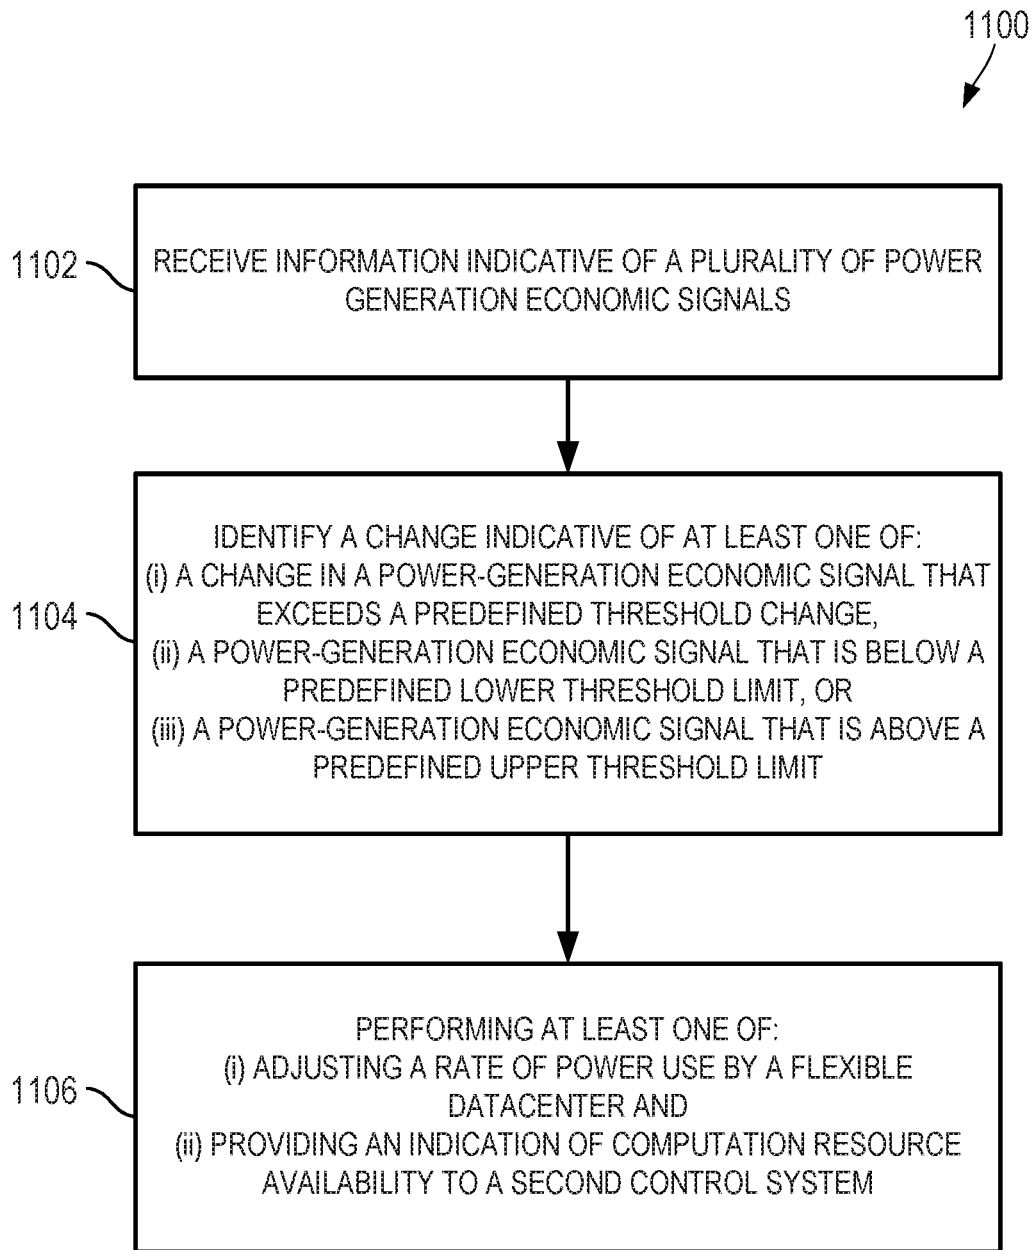 1100
1102
RECEIVE INFORMATION INDICATIVE OF A PLURALITY OF POWER
GENERATION ECONOMIC SIGNALS
1104
IDENTIFY A CHANGE INDICATIVE OF AT LEAST ONE OF:
(i) A CHANGE IN A POWER-GENERATION ECONOMIC SIGNAL THAT
EXCEEDS A PREDEFINED THRESHOLD CHANGE,
(ii) A POWER-GENERATION ECONOMIC SIGNAL THAT IS BELOW A
PREDEFINED LOWER THRESHOLD LIMIT, OR
(iii) A POWER-GENERATION ECONOMIC SIGNAL THAT IS ABOVE A
PREDEFINED UPPER THRESHOLD LIMIT
1106
PERFORMING AT LEAST ONE OF:
(i) ADJUSTING A RATE OF POWER USE BY A FLEXIBLE
DATACENTER AND
(ii) PROVIDING AN INDICATION OF COMPUTATION RESOURCE
AVAILABILITY TO A SECOND CONTROL SYSTEM